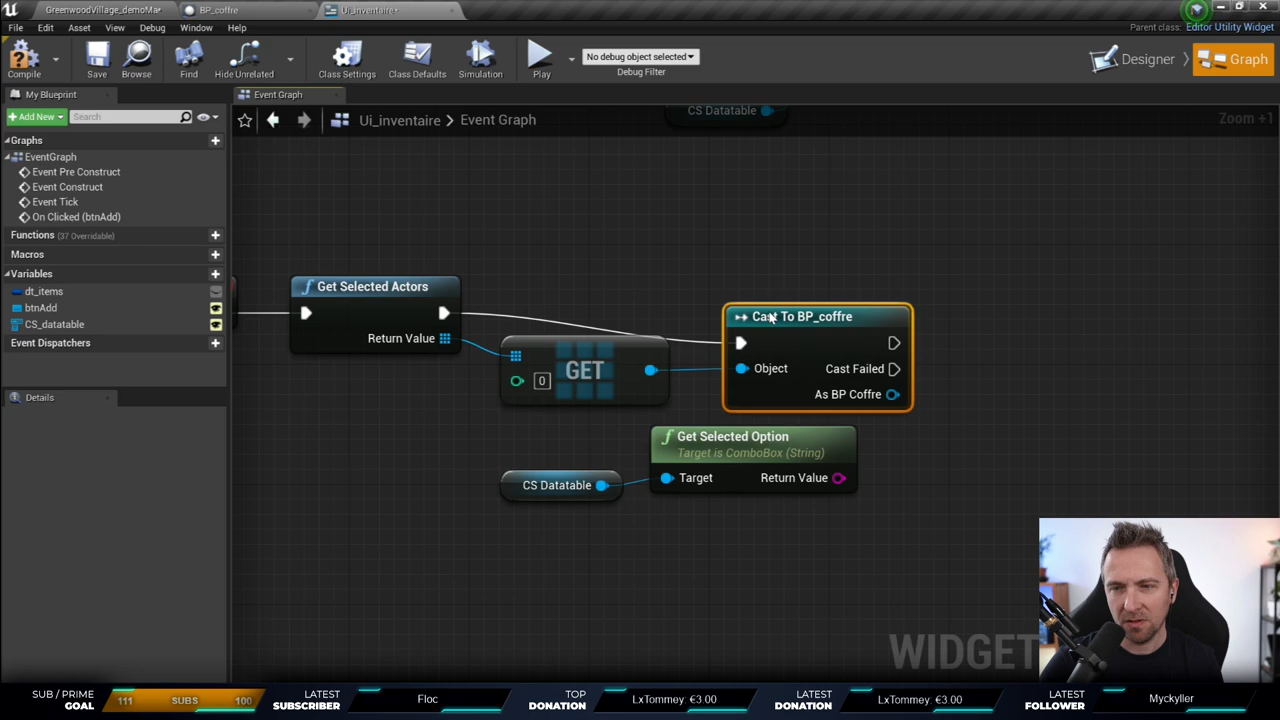 GreenwoodVillage_demoMa•
BP_coffre
Ui_inventaire•
File Edit Asset View Debug Window Help
Parent class: Editor Utility Widget
Compile
Save
Browse
Find
Hide Unrelated
Class Settings
Class Defaults
Simulation
Play
No debug object selected
Debug Filter
Designer
Graph
My Blueprint
Add New
Search
Graphs
EventGraph
Event Pre Construct
Event Construct
Event Tick
On Clicked (btnAdd)
Functions (37 Overridable)
Macros
Variables
dt_items
btnAdd
CS_datatable
Event Dispatchers
Details
Event Graph
Ui_inventaire > Event Graph
Zoom +1
CS Datatable
Get Selected Actors
Return Value
0
GET
Cast To BP_coffre
Object
Cast Failed
As BP Coffre
CS Datatable
Get Selected Option
Target is ComboBox (String)
Target
Return Value
WIDGET
SUB / PRIME GOAL
111
SUBS
100
LATEST SUBSCRIBER
Floc
TOP DONATION
LxTommey: €3.00
LATEST DONATION
LxTommey: €3.00
LATEST FOLLOWER
Myckyller